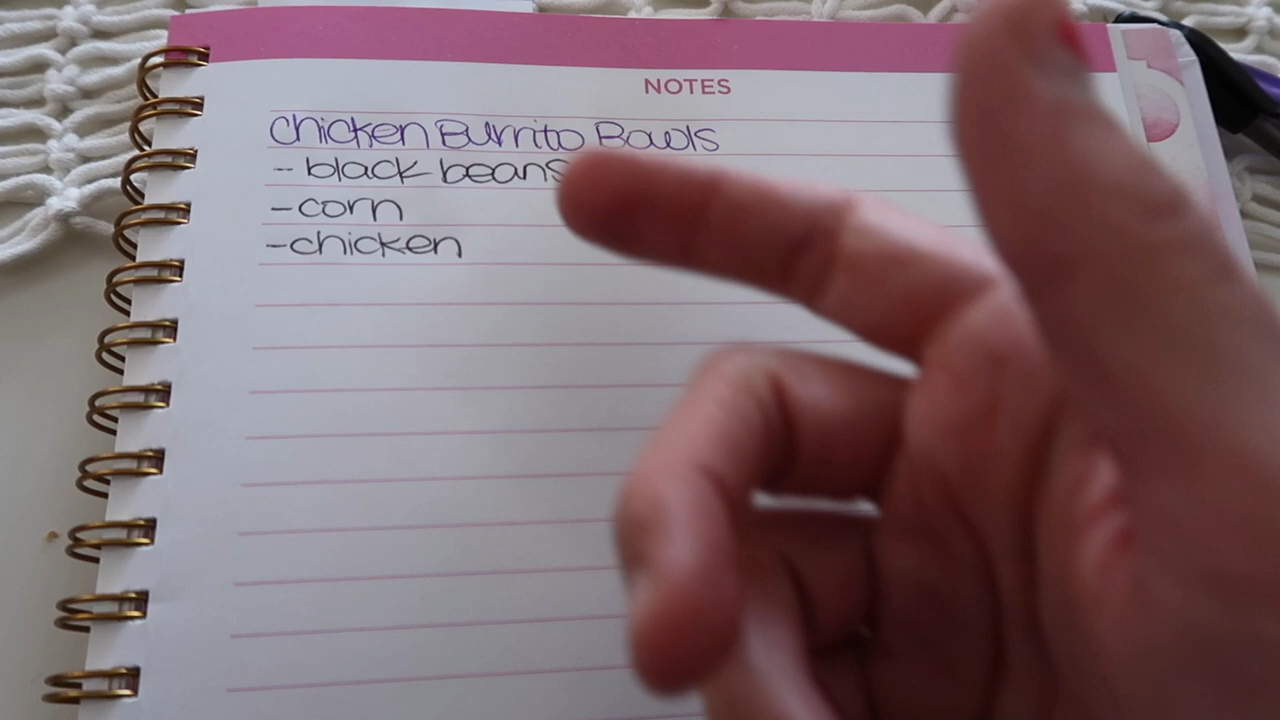 NOTES
Chicken Burrito Bowls
-- black beans
-corn
-chicken